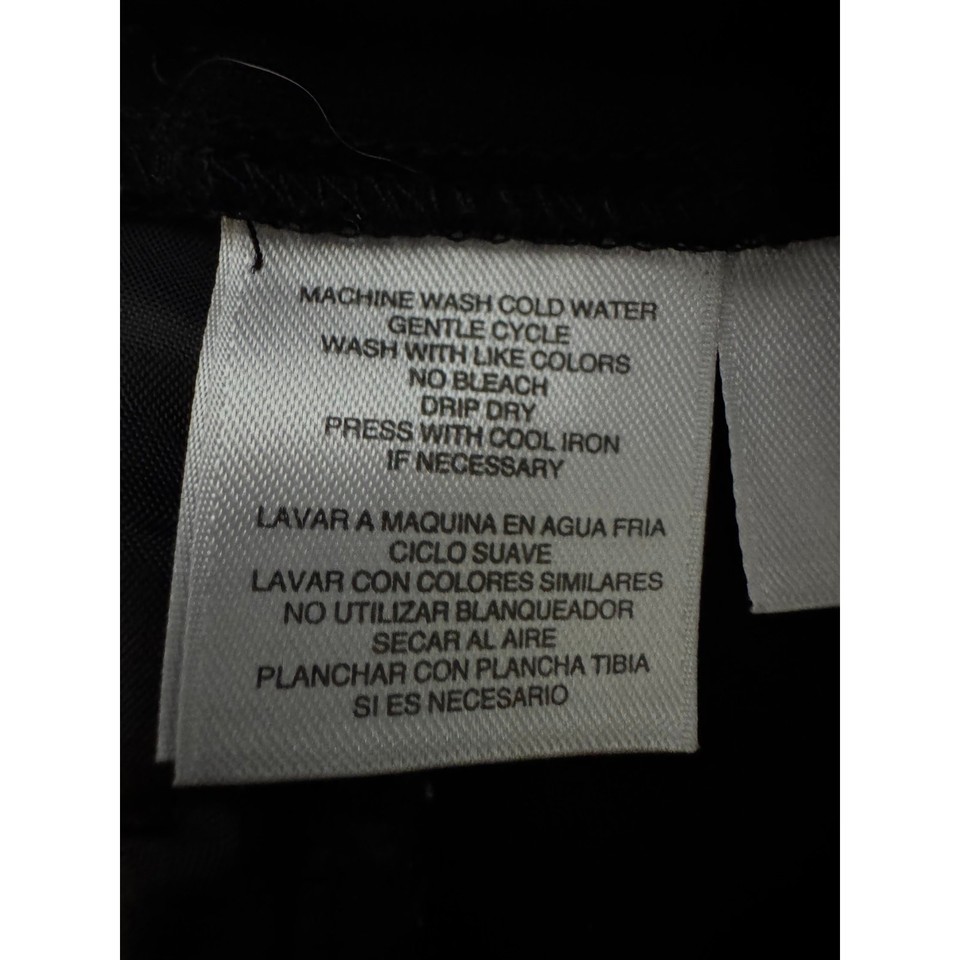 MACHINE WASH COLD WATER
GENTLE CYCLE
WASH WITH LIKE COLORS
NO BLEACH
DRIP DRY
PRESS WITH COOL IRON
IF NECESSARY
LAVAR A MAQUINA EN AGUA FRIA
CICLO SUAVE
LAVAR CON COLORES SIMILARES
NO UTILIZAR BLANQUEADOR
SECAR AL AIRE
PLANCHAR CON PLANCHA TIBIA
SI ES NECESARIO